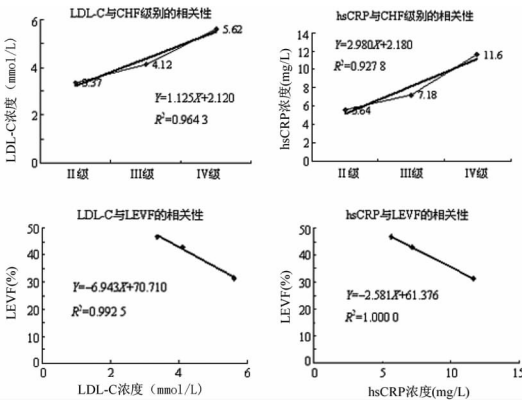 LDL-C与CHF级别的相关性
LDL-C浓度（mmol/L）
6
4
2
0
3.37
4.12
5.62
Y=1.125X+2.120
R²=0.964 3
II级
III级
IV级
hsCRP与CHF级别的相关性
hsCRP浓度(mg/L)
14
12
10
8
6
4
2
0
Y=2.980X+2.180
R²=0.927 8
5.64
7.18
11.6
II级
III级
IV级
LDL-C与LEVF的相关性
LEVF(%)
50
40
30
20
10
0
Y=-6.943X+70.710
R²=0.992 5
0
2
4
6
LDL-C浓度（mmol/L）
hsCRP与LEVF的相关性
LEVF(%)
50
40
30
20
10
0
Y=-2.581X+61.376
R²=1.000 0
0
5
10
15
hsCRP浓度(mg/L)